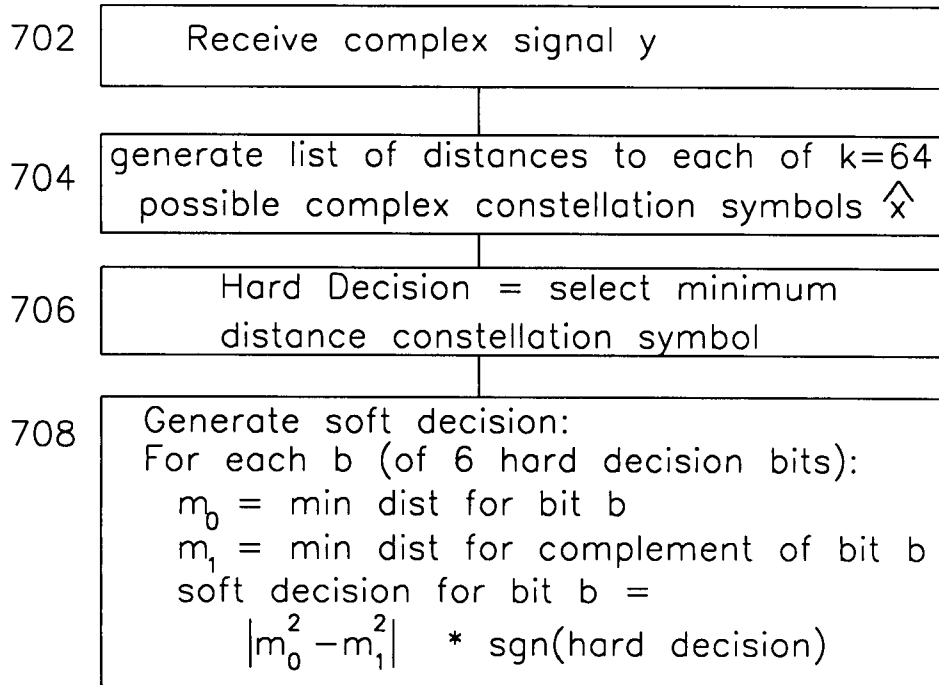 702 Receive complex signal y
704 generate list of distances to each of k=64
possible complex constellation symbols x̂
706 Hard Decision = select minimum
distance constellation symbol
708 Generate soft decision:
For each b (of 6 hard decision bits):
m₀ = min dist for bit b
m₁ = min dist for complement of bit b
soft decision for bit b =
|m₀² − m₁²| * sgn(hard decision)